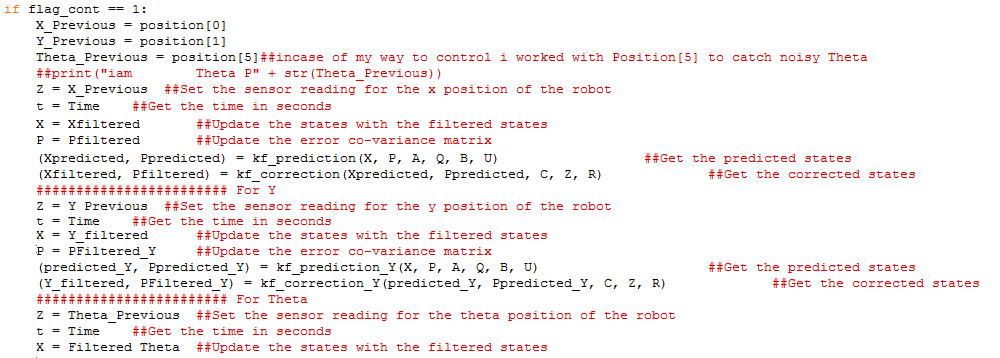 if flag_cont == 1:
X_Previous = position[0]
Y_Previous = position[1]
Theta_Previous = position[5]##incase of my way to control i worked with Position[5] to catch noisy Theta
##print("iam        Theta P" + str(Theta_Previous))
Z = X_Previous  ##Set the sensor reading for the x position of the robot
t = Time    ##Get the time in seconds
X = Xfiltered       ##Update the states with the filtered states
P = Pfiltered       ##Update the error co-variance matrix
(Xpredicted, Ppredicted) = kf_prediction(X, P, A, Q, B, U)                  ##Get the predicted states
(Xfiltered, Pfiltered) = kf_correction(Xpredicted, Ppredicted, C, Z, R)             ##Get the corrected states
######################## For Y
Z = Y_Previous  ##Set the sensor reading for the y position of the robot
t = Time    ##Get the time in seconds
X = Y_filtered      ##Update the states with the filtered states
P = PFiltered_Y     ##Update the error co-variance matrix
(predicted_Y, Ppredicted_Y) = kf_prediction_Y(X, P, A, Q, B, U)                     ##Get the predicted states
(Y_filtered, PFiltered_Y) = kf_correction_Y(predicted_Y, Ppredicted_Y, C, Z, R)             ##Get the corrected states
######################## For Theta
Z = Theta_Previous  ##Set the sensor reading for the theta position of the robot
t = Time    ##Get the time in seconds
X = Filtered_Theta  ##Update the states with the filtered states